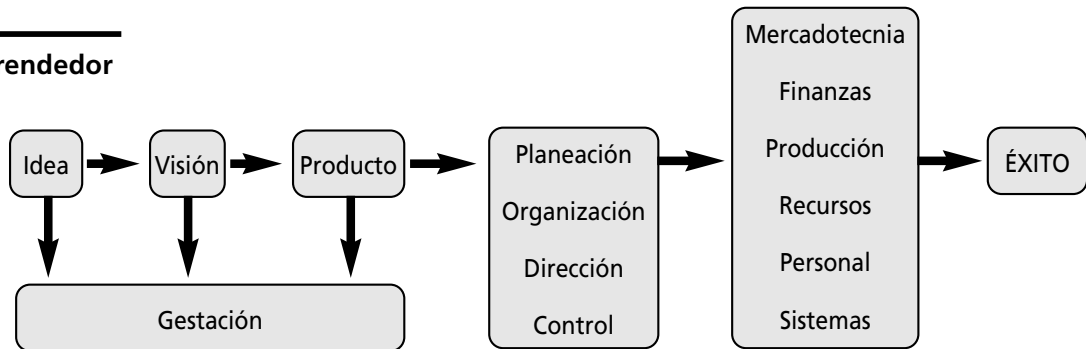 rendedor
Idea
Visión
Producto
Gestación
Planeación
Organización
Dirección
Control
Mercadotecnia
Finanzas
Producción
Recursos
Personal
Sistemas
ÉXITO